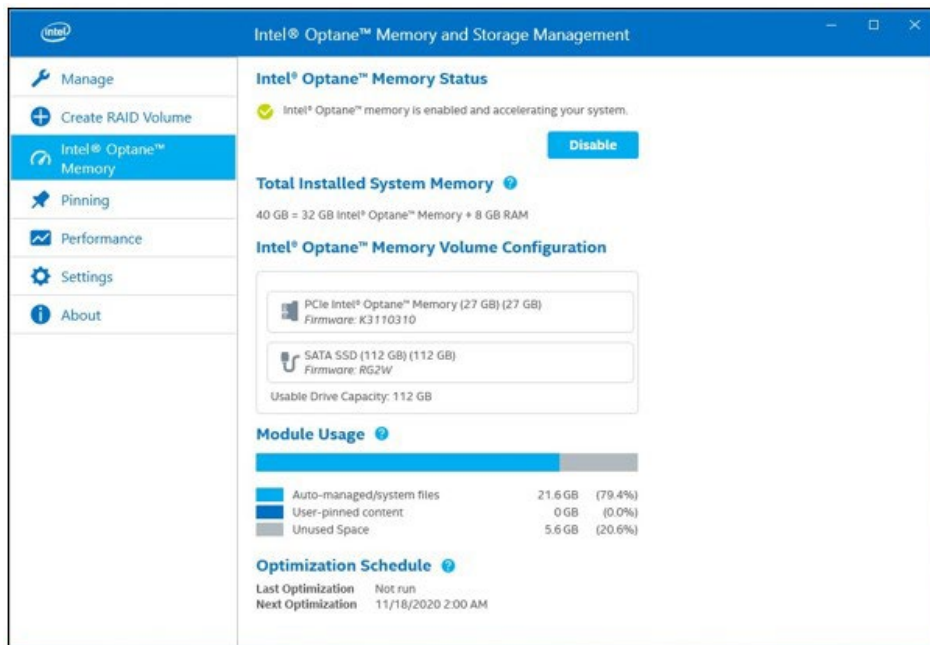 intel
Intel® Optane™ Memory and Storage Management
Manage
Create RAID Volume
Intel® Optane™
Memory
Pinning
Performance
Settings
About
Intel® Optane™ Memory Status
Intel® Optane™ memory is enabled and accelerating your system.
Disable
Total Installed System Memory ?
40 GB = 32 GB Intel® Optane™ Memory + 8 GB RAM
Intel® Optane™ Memory Volume Configuration
PCIe Intel® Optane™ Memory (27 GB) (27 GB)
Firmware: K3110310
SATA SSD (112 GB) (112 GB)
Firmware: RG2W
Usable Drive Capacity: 112 GB
Module Usage ?
Auto-managed/system files 21.6 GB (79.4%)
User-pinned content 0 GB (0.0%)
Unused Space 5.6 GB (20.6%)
Optimization Schedule ?
Last Optimization Not run
Next Optimization 11/18/2020 2:00 AM